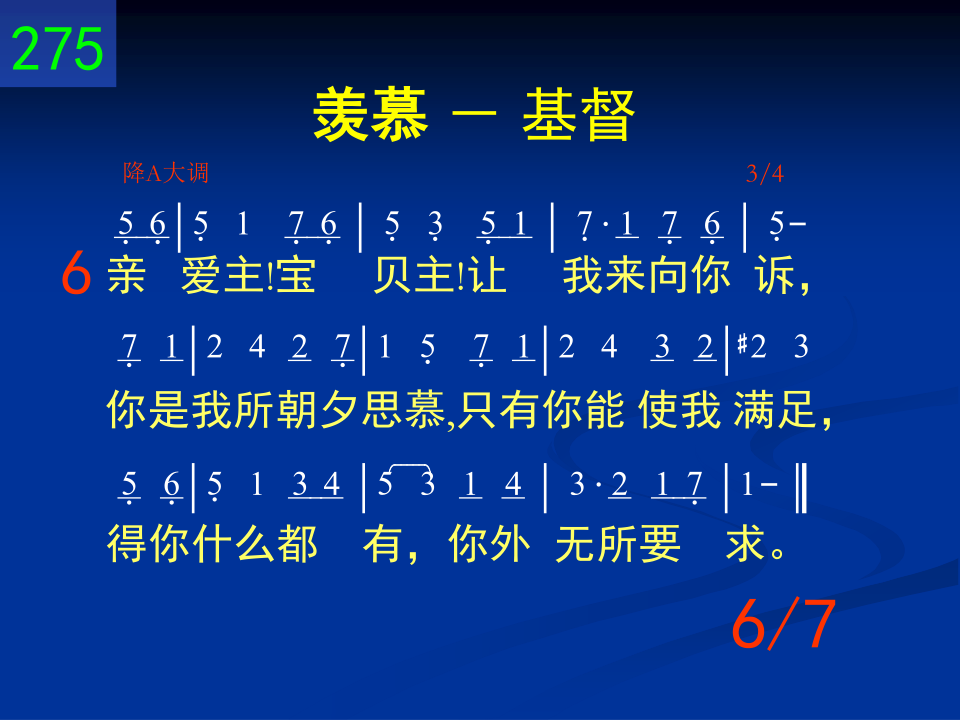 275
羡慕 － 基督
降A大调 3/4
5̣ 6̣ | 5̣ 1 7̣ 6̣ | 5̣ 3̣ 5̣ 1 | 7̣ · 1 7̣ 6̣ | 5̣ -
6 亲 爱主!宝 贝主!让 我来向你 诉，
7̣ 1 | 2 4 2 7̣ | 1 5̣ 7̣ 1 | 2 4 3 2 | #2 3
你是我所朝夕思慕,只有你能 使我 满足，
5̣ 6̣ | 5̣ 1 3 4 | 5 3 1 4 | 3 · 2 1 7̣ | 1 - ‖
得你什么都 有，你外 无所要 求。
6/7